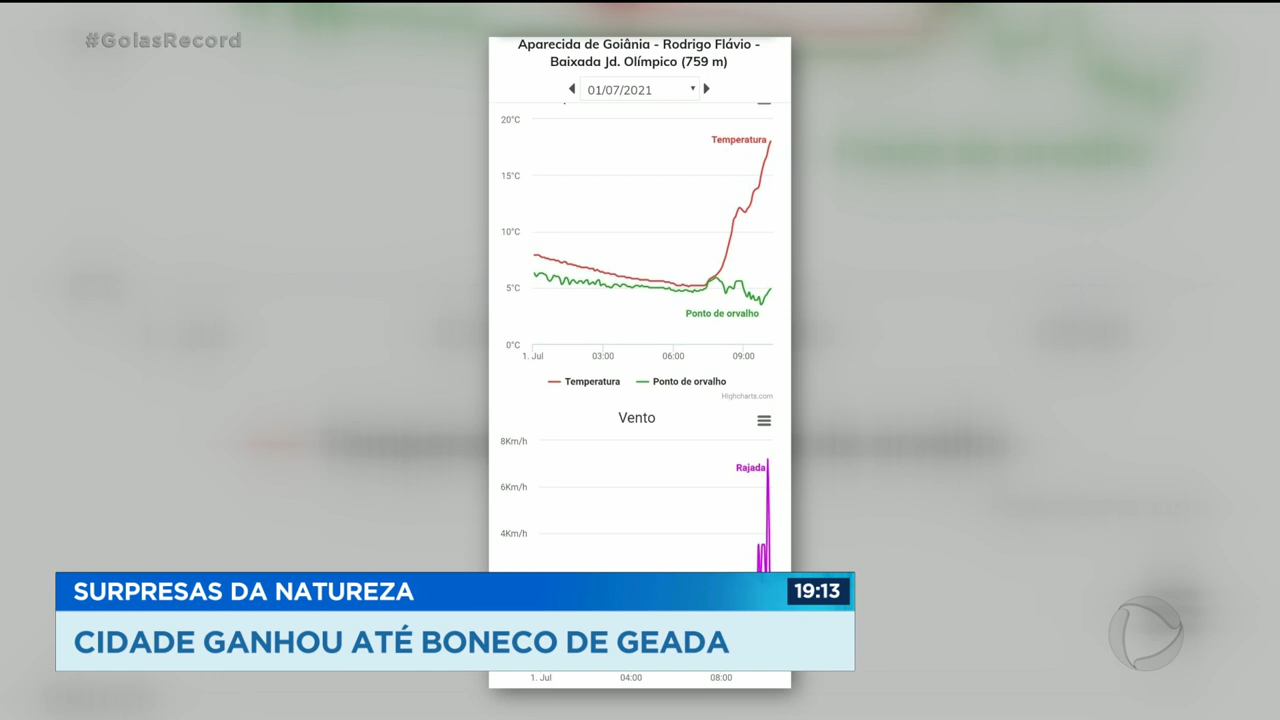 #GoiásRecord
Aparecida de Goiânia - Rodrigo Flávio -
Baixada Jd. Olímpico (759 m)
01/07/2021
20°C
Temperatura
15°C
10°C
5°C
Ponto de orvalho
0°C
1. Jul 03:00 06:00 09:00
Temperatura Ponto de orvalho
Highcharts.com
Vento
8Km/h
Rajada
6Km/h
4Km/h
SURPRESAS DA NATUREZA 19:13
CIDADE GANHOU ATÉ BONECO DE GEADA
1. Jul 04:00 08:00